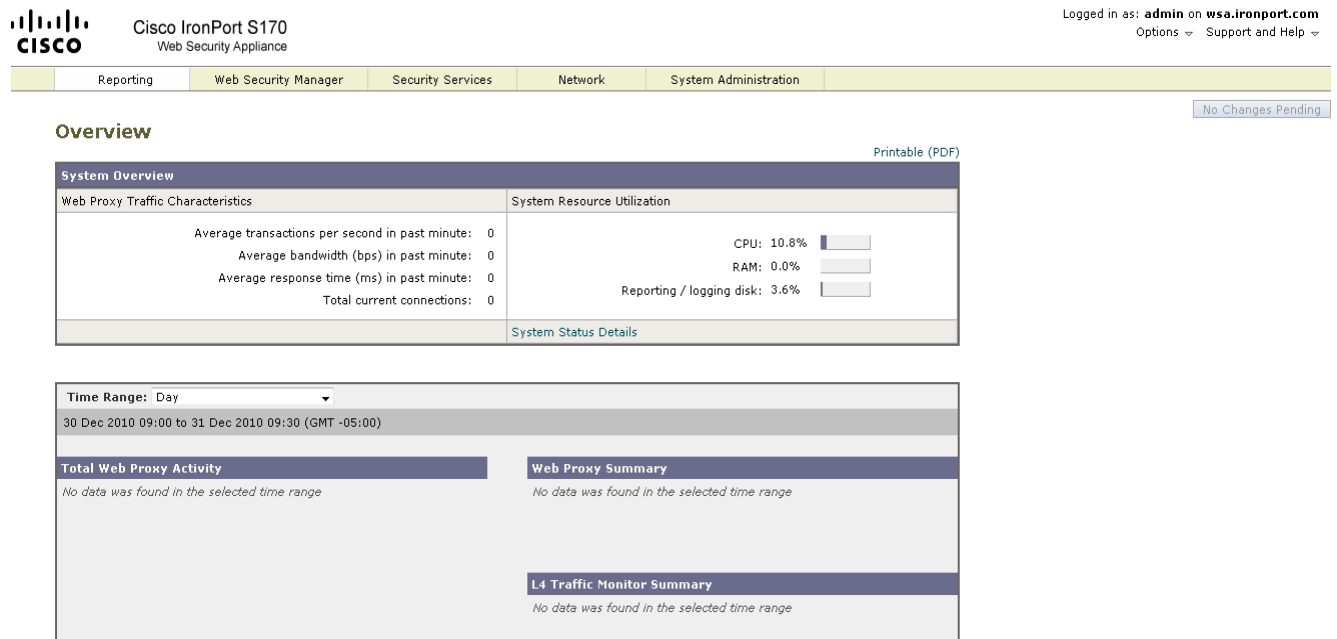 CISCO
Cisco IronPort S170
Web Security Appliance
Logged in as: admin on wsa.ironport.com
Options Support and Help
Reporting Web Security Manager Security Services Network System Administration
No Changes Pending
Overview
Printable (PDF)
System Overview
Web Proxy Traffic Characteristics
Average transactions per second in past minute: 0
Average bandwidth (bps) in past minute: 0
Average response time (ms) in past minute: 0
Total current connections: 0
System Resource Utilization
CPU: 10.8%
RAM: 0.0%
Reporting / logging disk: 3.6%
System Status Details
Time Range: Day
30 Dec 2010 09:00 to 31 Dec 2010 09:30 (GMT -05:00)
Total Web Proxy Activity
No data was found in the selected time range
Web Proxy Summary
No data was found in the selected time range
L4 Traffic Monitor Summary
No data was found in the selected time range